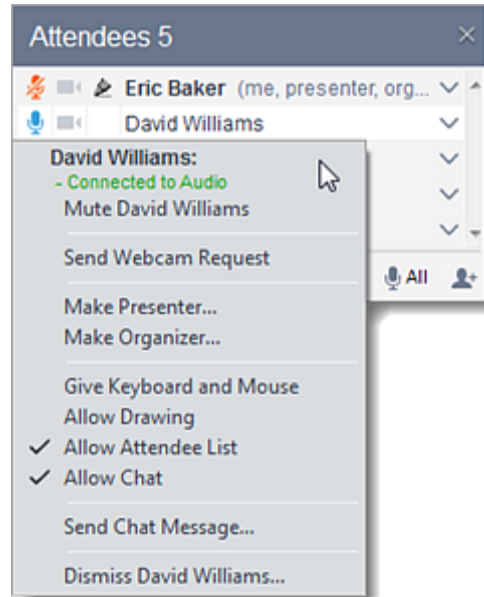 Attendees 5
Eric Baker (me, presenter, org...
David Williams
David Williams:
- Connected to Audio
Mute David Williams
Send Webcam Request
All
Make Presenter...
Make Organizer...
Give Keyboard and Mouse
Allow Drawing
Allow Attendee List
Allow Chat
Send Chat Message...
Dismiss David Williams...